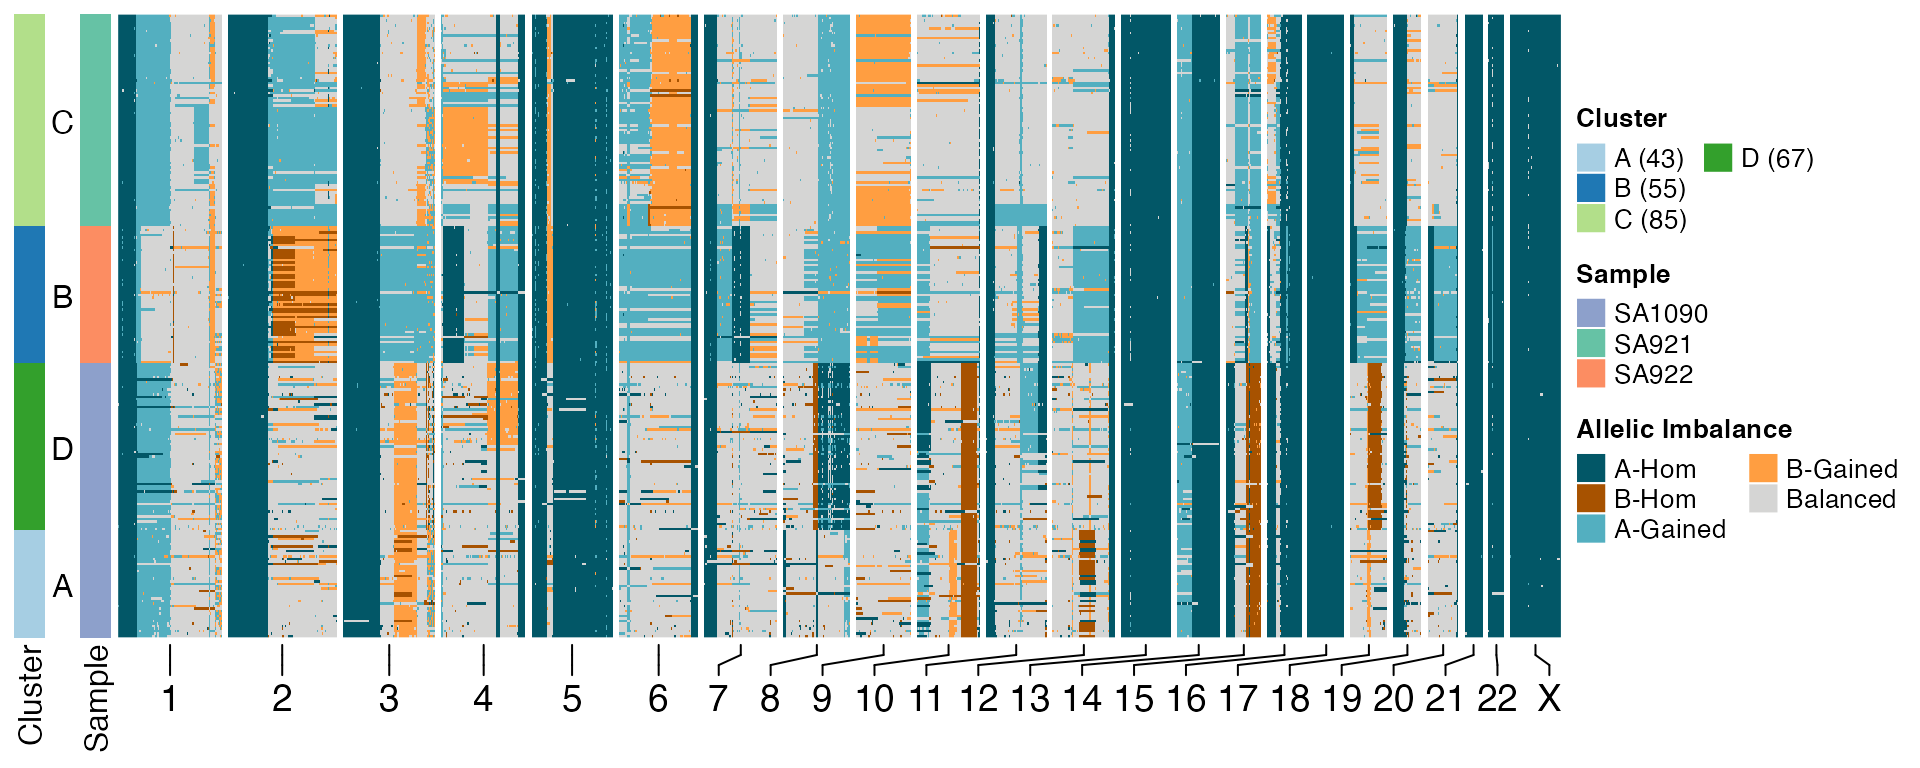 C
B
D
A
Cluster
Sample
1 2 3 4 5 6 7 8 9 10 11 12 13 14 15 16 17 18 19 20 21 22 X
Cluster
A (43) D (67)
B (55)
C (85)
Sample
SA1090
SA921
SA922
Allelic Imbalance
A-Hom B-Gained
B-Hom Balanced
A-Gained